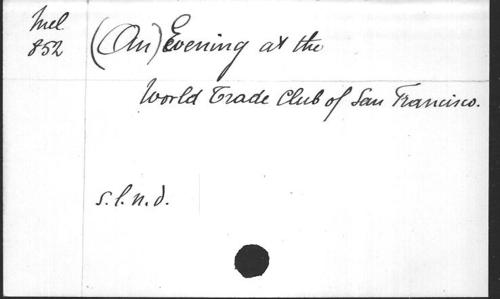 Mel.
852
(An) Evening at the
World Trade Club of San Francisco.
s.l.n.d.